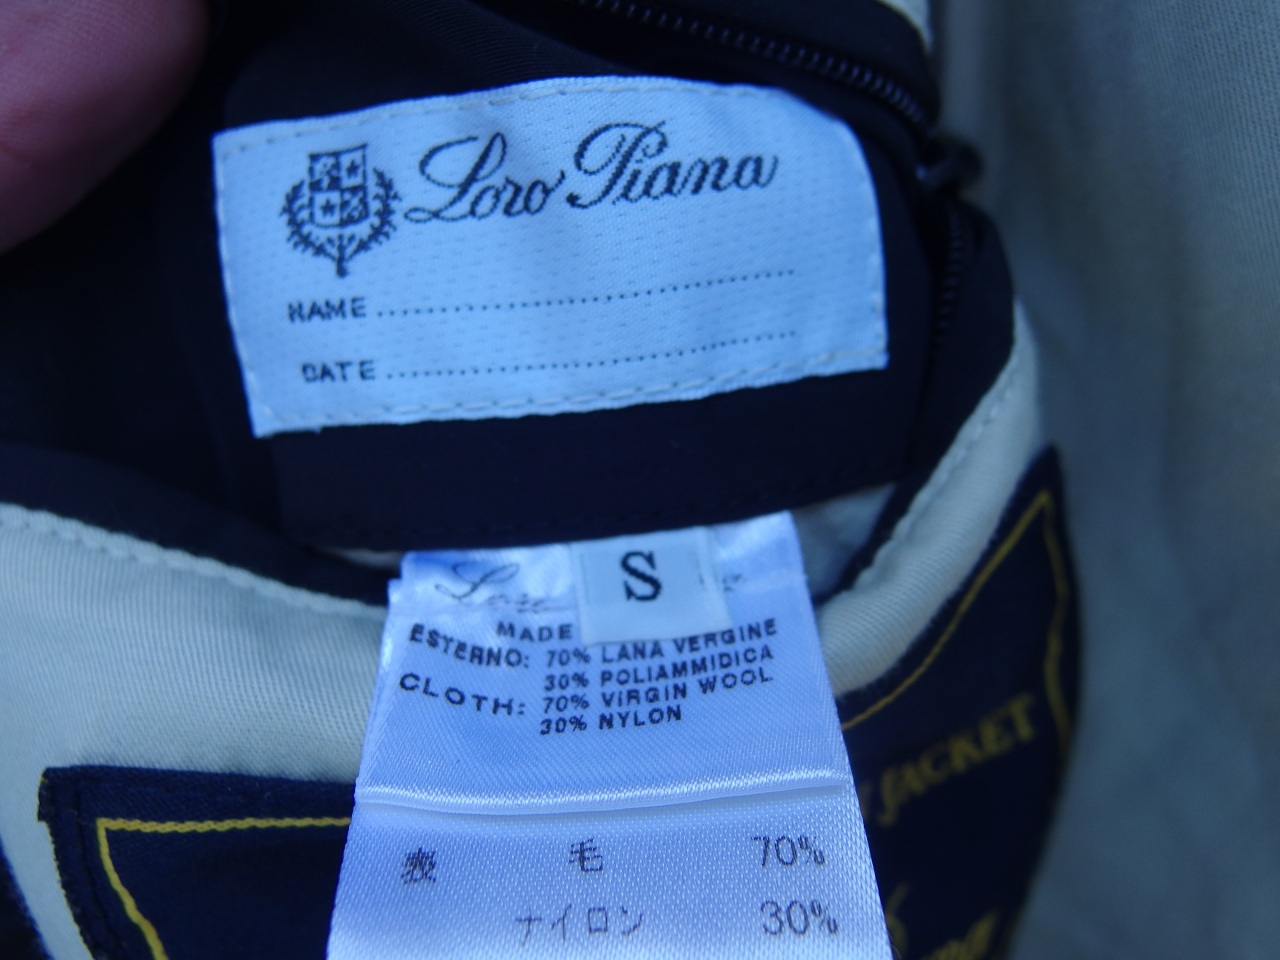 Loro Piana
NAME
DATE
S
MADE
ESTERNO: 70% LANA VERGINE
30% POLIAMMIDICA
CLOTH: 70% VIRGIN WOOL
30% NYLON
表 毛 70%
ナイロン 30%
JACKET